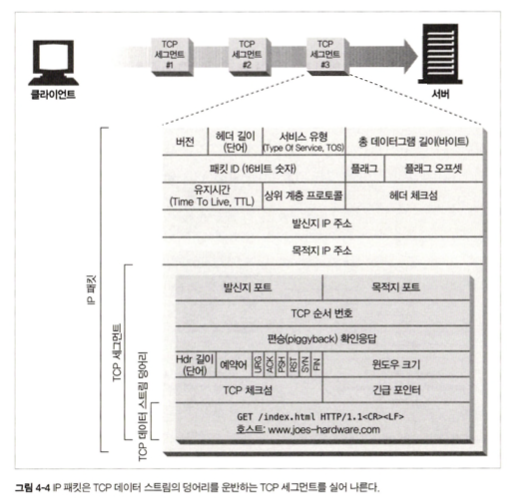 TCP
세그먼트
#1
TCP
세그먼트
#2
TCP
세그먼트
#3
클라이언트
서버
버전
헤더 길이
(단어)
서비스 유형
(Type Of Service, TOS)
총 데이터그램 길이(바이트)
패킷 ID (16비트 숫자)
플래그
플래그 오프셋
유지시간
(Time To Live, TTL)
상위 계층 프로토콜
헤더 체크섬
발신지 IP 주소
목적지 IP 주소
발신지 포트
목적지 포트
TCP 순서 번호
편승(piggyback) 확인응답
Hdr 길이
(단어)
예약어
URG
ACK
PSH
RST
SYN
FIN
윈도우 크기
TCP 체크섬
긴급 포인터
GET /index.html HTTP/1.1<CR><LF>
호스트: www.joes-hardware.com
IP 패킷
TCP 세그먼트
TCP 데이터 스트림 덩어리
그림 4-4 IP 패킷은 TCP 데이터 스트림의 덩어리를 운반하는 TCP 세그먼트를 실어 나른다.